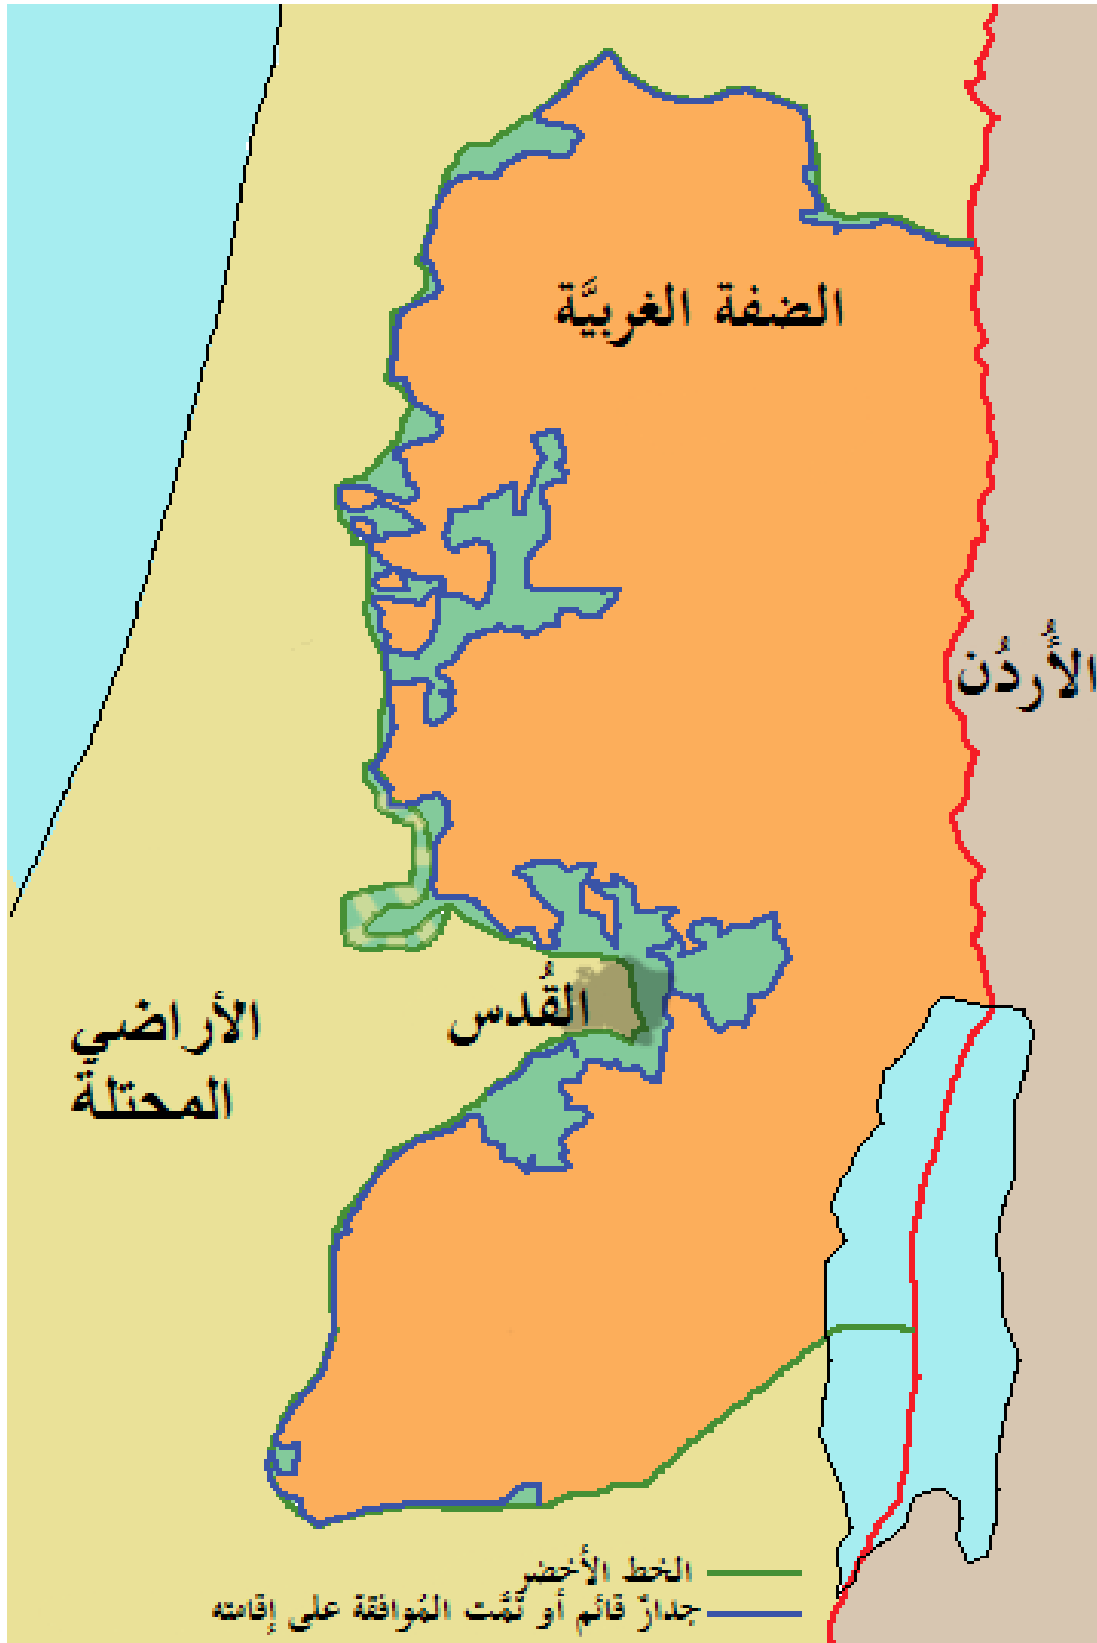 الضفة الغربيَّة
الأُردُن
القُدس
الأراضي
المحتلة
الخط الأخضر
جدارٌ قائم أو تمَّت المُوافقة على إقامته